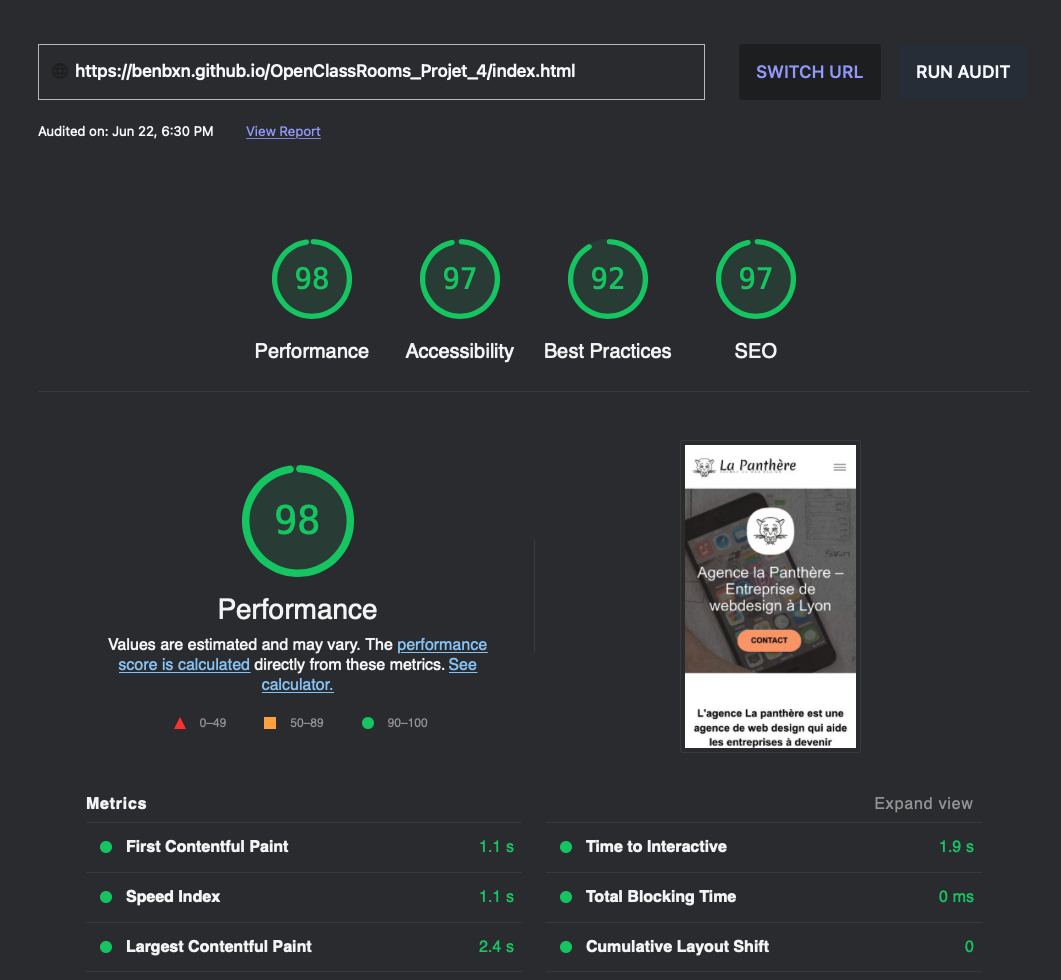 https://benbxn.github.io/OpenClassRooms_Projet_4/index.html
SWITCH URL
RUN AUDIT
Audited on: Jun 22, 6:30 PM
View Report
98
97
92
97
Performance
Accessibility
Best Practices
SEO
98
Performance
Values are estimated and may vary. The performance
score is calculated directly from these metrics. See
calculator.
0–49
50–89
90–100
La Panthère
Agence la Panthère –
Entreprise de
webdesign à Lyon
CONTACT
L'agence La panthère est une
agence de web design qui aide
les entreprises à devenir
Metrics
Expand view
First Contentful Paint
1.1 s
Time to Interactive
1.9 s
Speed Index
1.1 s
Total Blocking Time
0 ms
Largest Contentful Paint
2.4 s
Cumulative Layout Shift
0